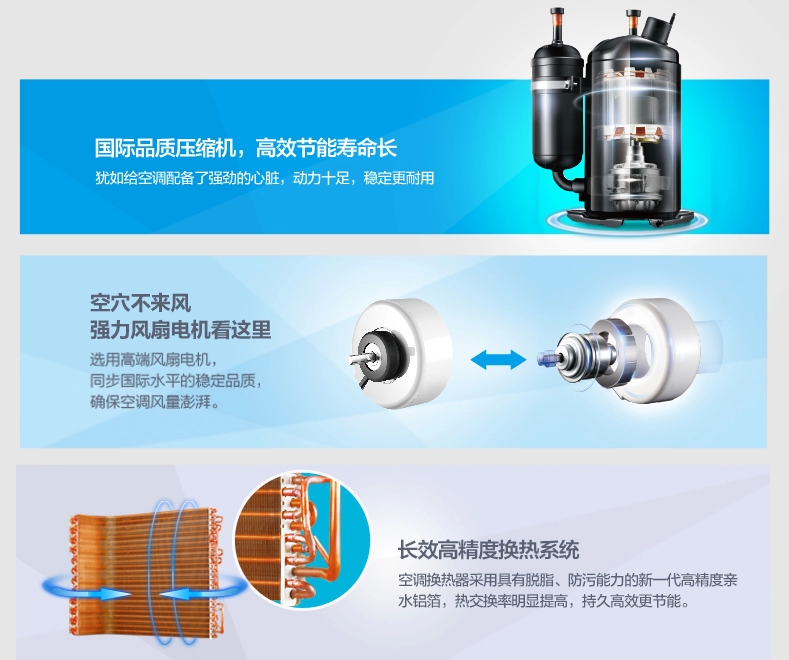 国际品质压缩机，高效节能寿命长
犹如给空调配备了强劲的心脏，动力十足，稳定更耐用
空穴不来风
强力风扇电机看这里
选用高端风扇电机，
同步国际水平的稳定品质，
确保空调风量澎湃。
长效高精度换热系统
空调换热器采用具有脱脂、防污能力的新一代高精度亲
水铝箔，热交换率明显提高，持久高效更节能。